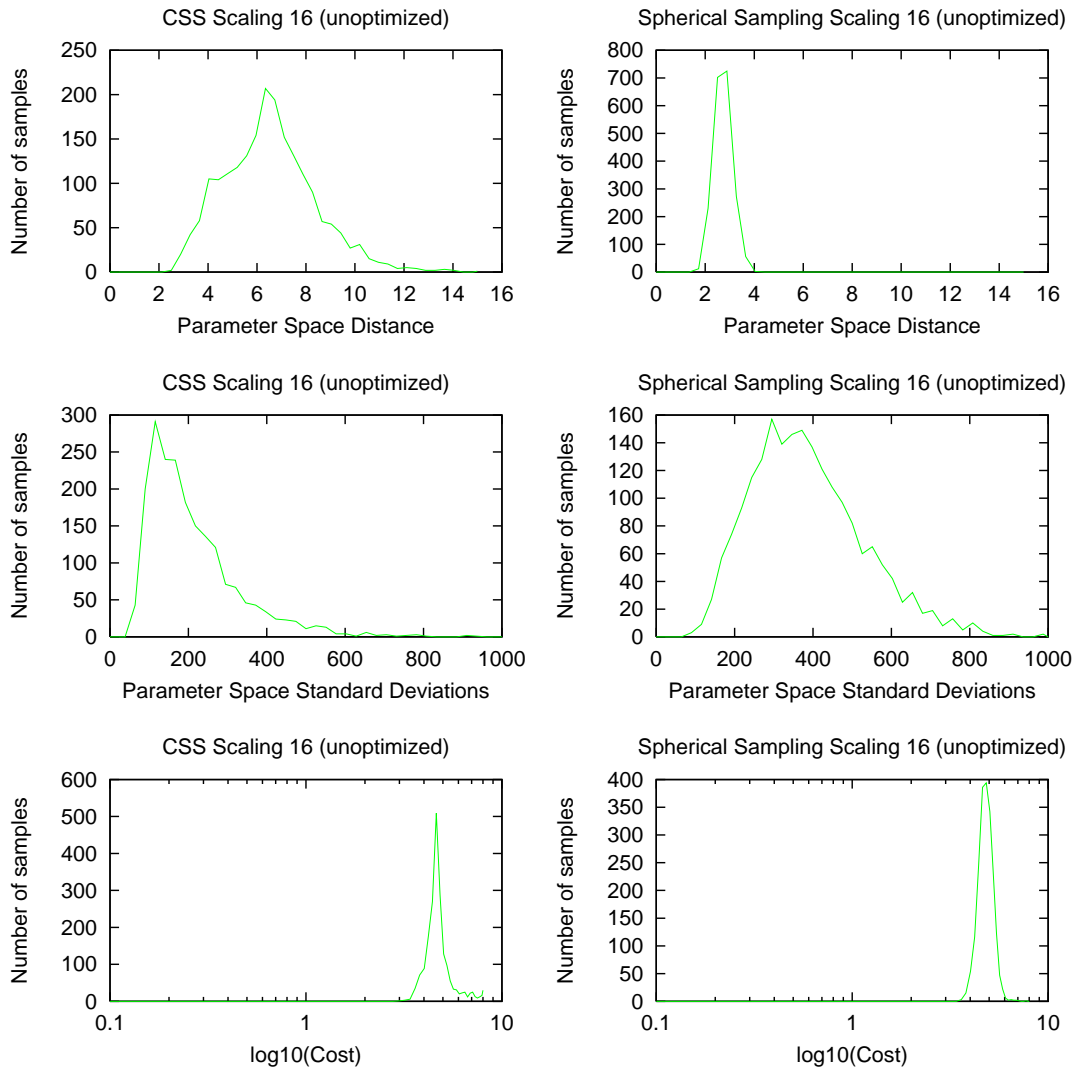 CSS Scaling 16 (unoptimized)
Number of samples
250
200
150
100
50
0
0 2 4 6 8 10 12 14 16
Parameter Space Distance
Spherical Sampling Scaling 16 (unoptimized)
Number of samples
800
700
600
500
400
300
200
100
0
0 2 4 6 8 10 12 14 16
Parameter Space Distance
CSS Scaling 16 (unoptimized)
Number of samples
300
250
200
150
100
50
0
0 200 400 600 800 1000
Parameter Space Standard Deviations
Spherical Sampling Scaling 16 (unoptimized)
Number of samples
160
140
120
100
80
60
40
20
0
0 200 400 600 800 1000
Parameter Space Standard Deviations
CSS Scaling 16 (unoptimized)
Number of samples
600
500
400
300
200
100
0
0.1 1 10
log10(Cost)
Spherical Sampling Scaling 16 (unoptimized)
Number of samples
400
350
300
250
200
150
100
50
0
0.1 1 10
log10(Cost)